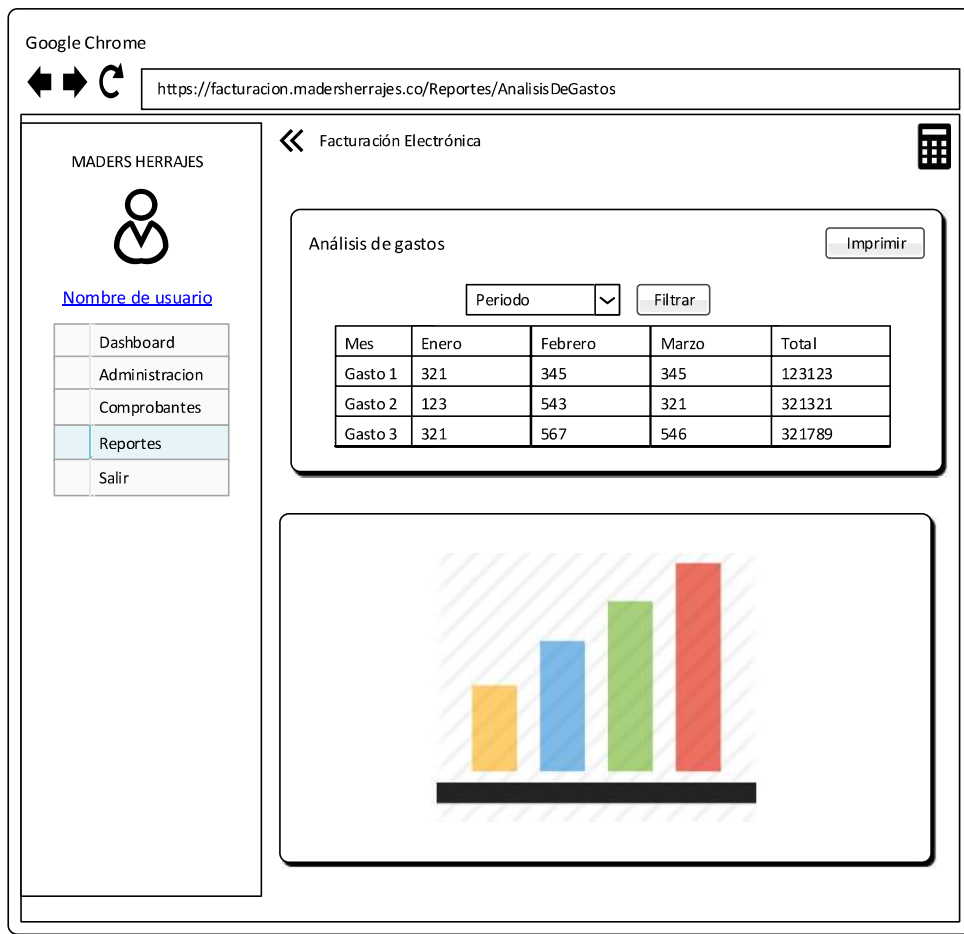 Google Chrome
https://facturacion.madersherrajes.co/Reportes/AnalisisDeGastos
MADERS HERRAJES
Nombre de usuario
Dashboard
Administracion
Comprobantes
Reportes
Salir
Facturación Electrónica
Análisis de gastos
Imprimir
Periodo Filtrar
Mes Enero Febrero Marzo Total
Gasto 1 321 345 345 123123
Gasto 2 123 543 321 321321
Gasto 3 321 567 546 321789